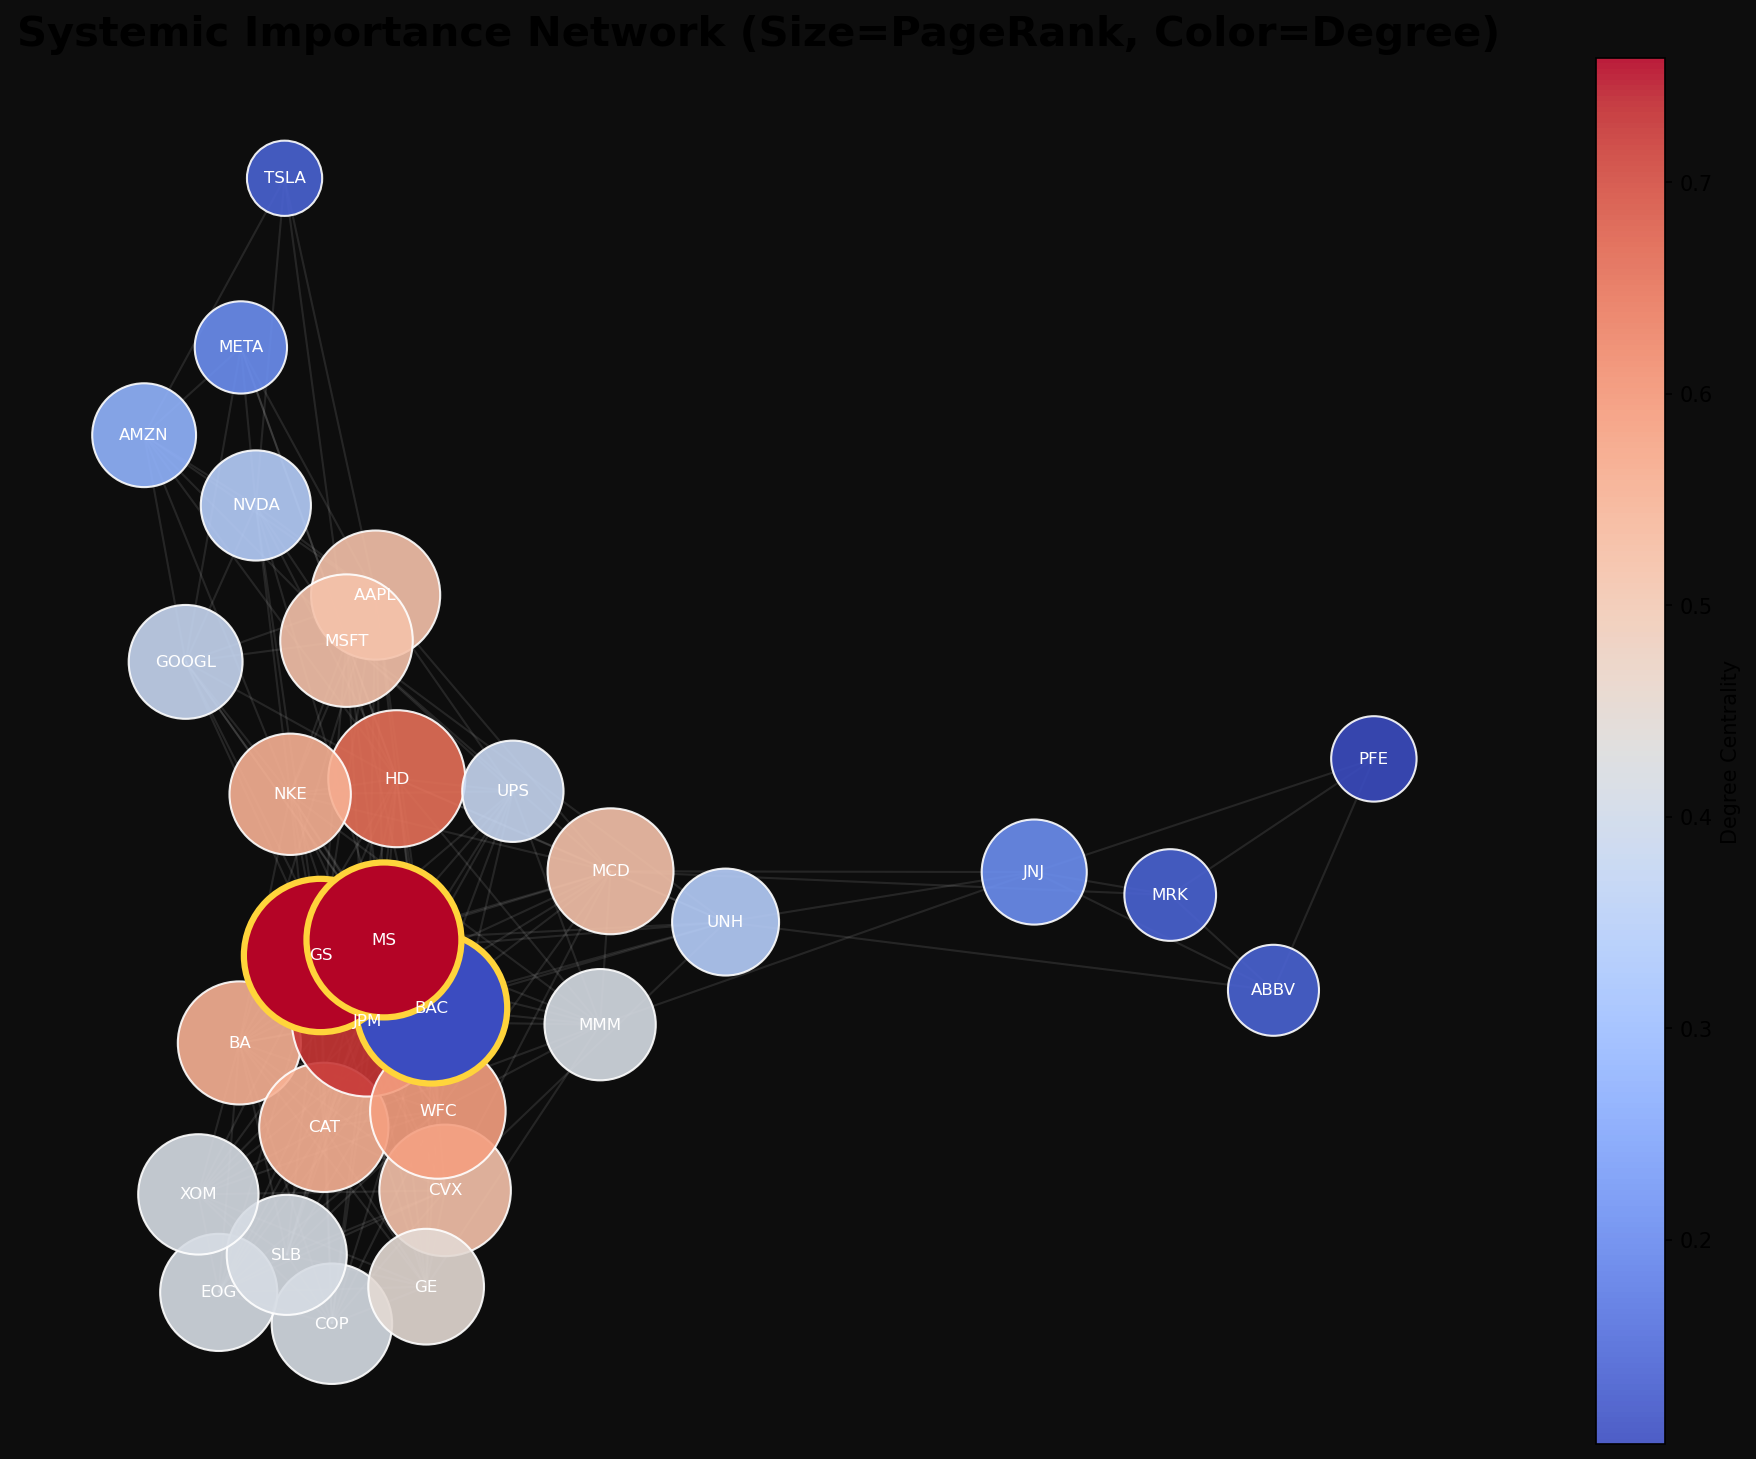 Systemic Importance Network (Size=PageRank, Color=Degree)
TSLA
META
AMZN
NVDA
AAPL
MSFT
GOOGL
HD
NKE
UPS
MCD
UNH
JNJ
MRK
PFE
ABBV
MS
GS
BAC
JPM
MMM
BA
WFC
CAT
CVX
XOM
SLB
EOG
GE
COP
0.7
0.6
0.5
0.4
0.3
0.2
Degree Centrality